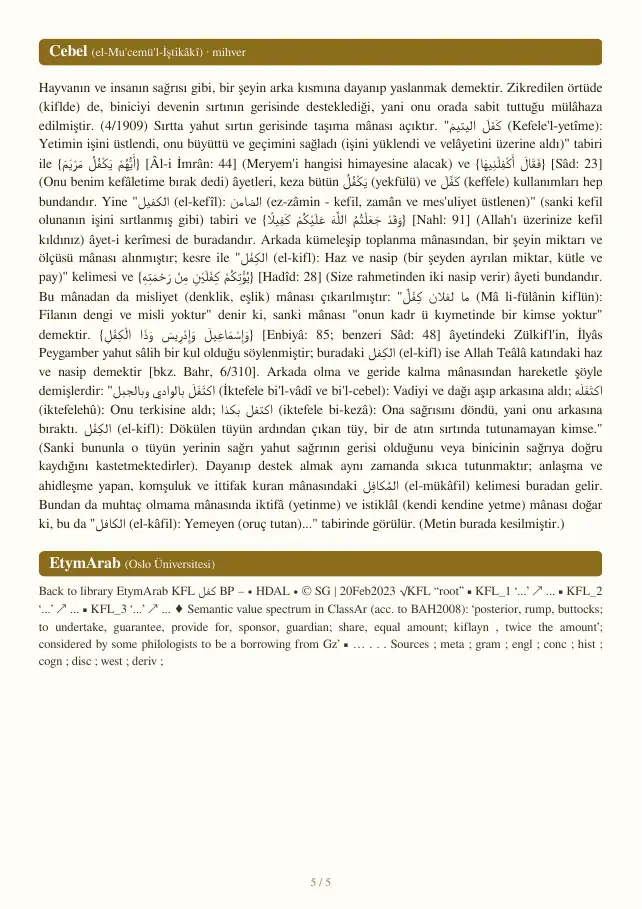 Cebel (el-Mu'cemü'l-İştikâkî) · mihver
Hayvanın ve insanın sağrısı gibi, bir şeyin arka kısmına dayanıp yaslanmak demektir. Zikredilen örtüde
(kiflde) de, biniciyi devenin sırtının gerisinde desteklediği, yani onu orada sabit tuttuğu mülâhaza
edilmiştir. (4/1909) Sırtta yahut sırtın gerisinde taşıma mânası açıktır. "كَفَلَ اليتيمَ (Kefele'l-yetîme):
Yetimin işini üstlendi, onu büyüttü ve geçimini sağladı (işini yüklendi ve velâyetini üzerine aldı)" tabiri
ile {أَيُّهُمْ يَكْفُلُ مَرْيَمَ} [Âl-i İmrân: 44] (Meryem'i hangisi himayesine alacak) ve {فَقَالَ أَكْفِلْنِيهَا} [Sâd: 23]
(Onu benim kefâletime bırak dedi) âyetleri, keza bütün يَكْفُلُ (yekfülü) ve كَفَّلَ (keffele) kullanımları hep
bundandır. Yine "الكفيل (el-kefîl): الضامن (ez-zâmin - kefil, zamân ve mes'uliyet üstlenen)" (sanki kefil
olunanın işini sırtlanmış gibi) tabiri ve {وَقَدْ جَعَلْتُمُ اللَّهَ عَلَيْكُمْ كَفِيلًا} [Nahl: 91] (Allah'ı üzerinize kefil
kıldınız) âyet-i kerîmesi de buradandır. Arkada kümeleşip toplanma mânasından, bir şeyin miktarı ve
ölçüsü mânası alınmıştır; kesre ile "الكِفْل (el-kifl): Haz ve nasip (bir şeyden ayrılan miktar, kütle ve
pay)" kelimesi ve {يُؤْتِكُمْ كِفْلَيْنِ مِنْ رَحْمَتِهِ} [Hadîd: 28] (Size rahmetinden iki nasip verir) âyeti bundandır.
Bu mânadan da misliyet (denklik, eşlik) mânası çıkarılmıştır: "ما لفلان كِفْلٌ (Mâ li-fülânin kiflün):
Filanın dengi ve misli yoktur" denir ki, sanki mânası "onun kadr ü kıymetinde bir kimse yoktur"
demektir. {وَإِسْمَاعِيلَ وَإِدْرِيسَ وَذَا الْكِفْلِ} [Enbiyâ: 85; benzeri Sâd: 48] âyetindeki Zülkifl'in, İlyâs
Peygamber yahut sâlih bir kul olduğu söylenmiştir; buradaki الكِفل (el-kifl) ise Allah Teâlâ katındaki haz
ve nasip demektir [bkz. Bahr, 6/310]. Arkada olma ve geride kalma mânasından hareketle şöyle
demişlerdir: "اكتَفَلَ بالوادى وبالجبل (İktefele bi'l-vâdî ve bi'l-cebel): Vadiyi ve dağı aşıp arkasına aldı; اكتَفَلَه
(iktefelehû): Onu terkisine aldı; اكتفل بكذا (iktefele bi-kezâ): Ona sağrısını döndü, yani onu arkasına
bıraktı. الكِفْل (el-kifl): Dökülen tüyün ardından çıkan tüy, bir de atın sırtında tutunamayan kimse."
(Sanki bununla o tüyün yerinin sağrı yahut sağrının gerisi olduğunu veya binicinin sağrıya doğru
kaydığını kastetmektedirler). Dayanıp destek almak aynı zamanda sıkıca tutunmaktır; anlaşma ve
ahidleşme yapan, komşuluk ve ittifak kuran mânasındaki المُكافِل (el-mükâfil) kelimesi buradan gelir.
Bundan da muhtaç olmama mânasında iktifâ (yetinme) ve istiklâl (kendi kendine yetme) mânası doğar
ki, bu da "الكافل (el-kâfil): Yemeyen (oruç tutan)..." tabirinde görülür. (Metin burada kesilmiştir.)
EtymArab (Oslo Üniversitesi)
Back to library EtymArab KFL كفل BP – • HDAL • © SG | 20Feb2023 √KFL “root” ▪ KFL_1 ‘...’ ↗ ... ▪ KFL_2
‘...’ ↗ ... ▪ KFL_3 ‘...’ ↗ ... ♦ Semantic value spectrum in ClassAr (acc. to BAH2008): ‘posterior, rump, buttocks;
to undertake, guarantee, provide for, sponsor, guardian; share, equal amount; kiflayn , twice the amount’;
considered by some philologists to be a borrowing from Gz’ ▪ … . . . Sources ; meta ; gram ; engl ; conc ; hist ;
cogn ; disc ; west ; deriv ;
5 / 5